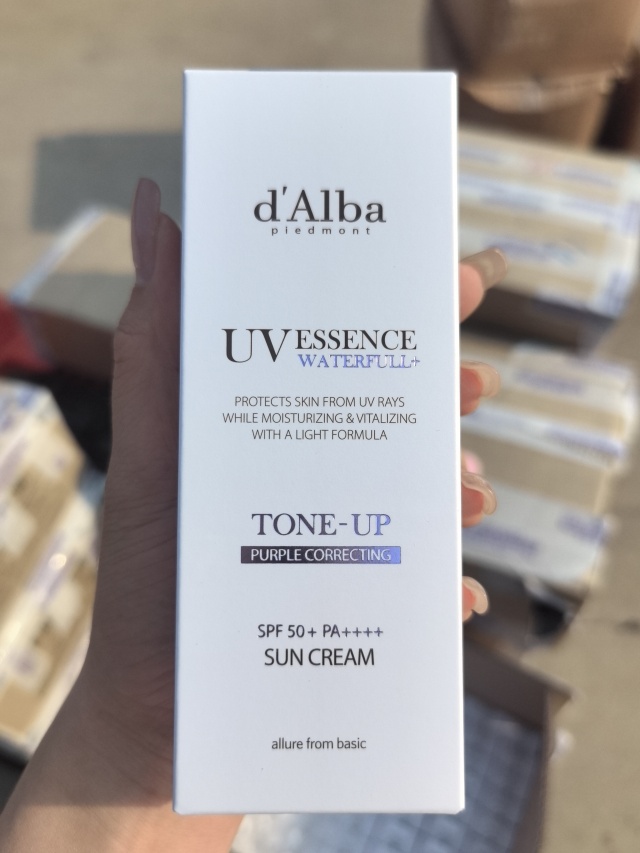 d'Alba
piedmont
UV ESSENCE
WATERFULL+
PROTECTS SKIN FROM UV RAYS
WHILE MOISTURIZING & VITALIZING
WITH A LIGHT FORMULA
TONE-UP
PURPLE CORRECTING
SPF 50+ PA++++
SUN CREAM
allure from basic